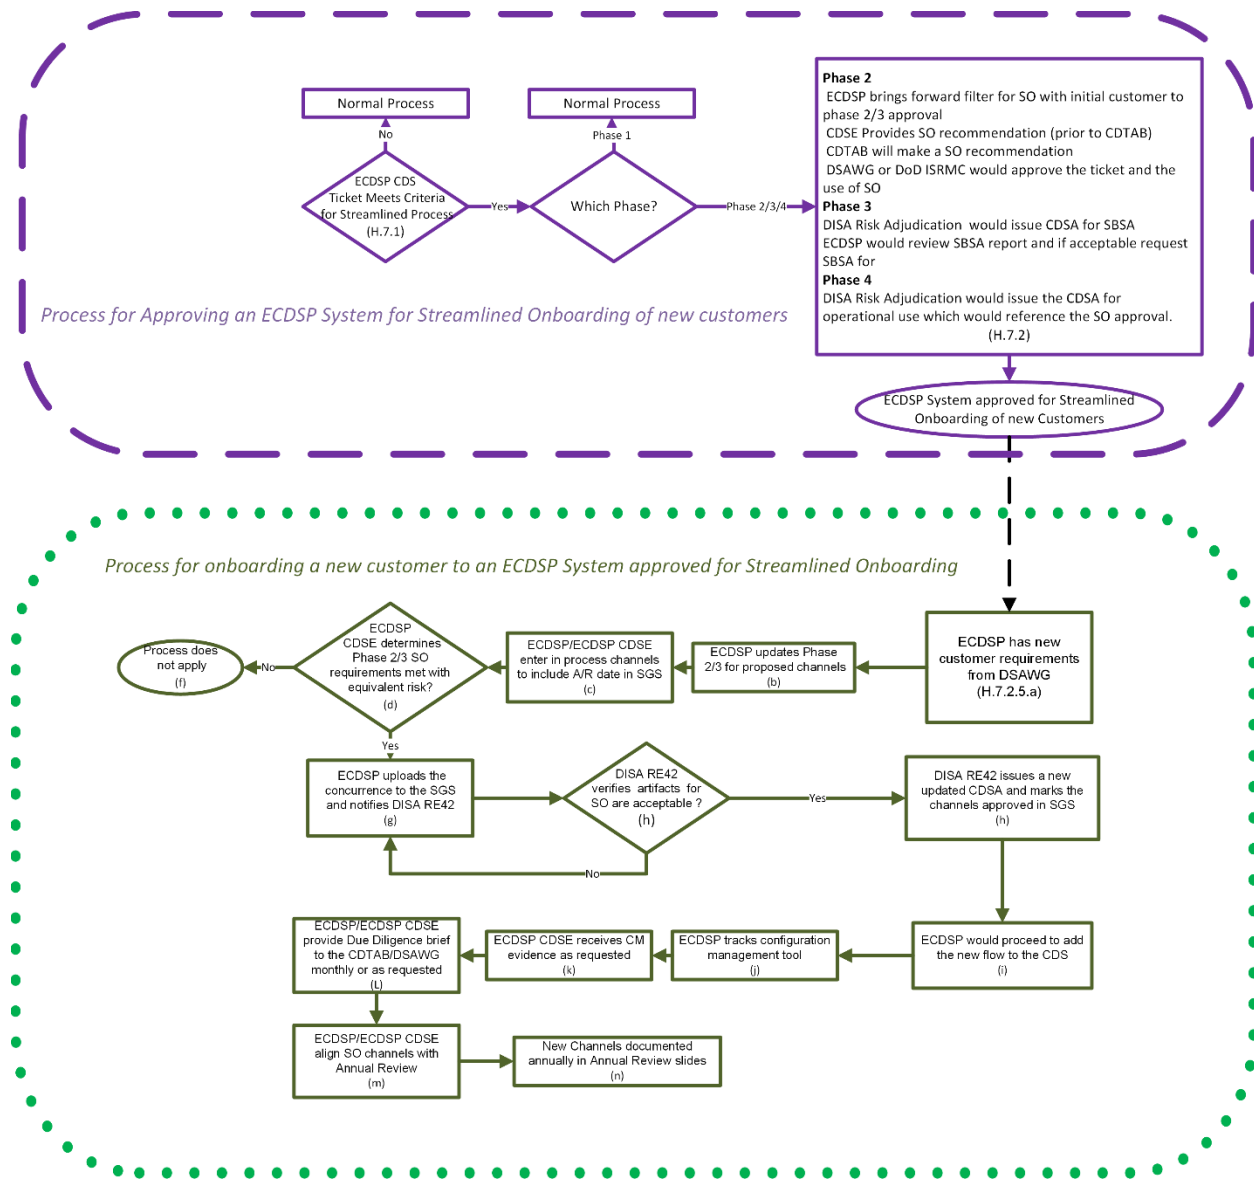 Normal Process
Normal Process
No
Phase 1
ECDSP CDS
Ticket Meets Criteria
for Streamlined Process
(H.7.1)
Yes
Which Phase?
Phase 2/3/4
Phase 2
ECDSP brings forward filter for SO with initial customer to
phase 2/3 approval
CDSE Provides SO recommendation (prior to CDTAB)
CDTAB will make a SO recommendation
DSAWG or DoD ISRMC would approve the ticket and the
use of SO
Phase 3
DISA Risk Adjudication would issue CDSA for SBSA
ECDSP would review SBSA report and if acceptable request
SBSA for
Phase 4
DISA Risk Adjudication would issue the CDSA for
operational use which would reference the SO approval.
(H.7.2)
Process for Approving an ECDSP System for Streamlined Onboarding of new customers
ECDSP System approved for Streamlined
Onboarding of new Customers
Process for onboarding a new customer to an ECDSP System approved for Streamlined Onboarding
ECDSP has new
customer requirements
from DSAWG
(H.7.2.5.a)
ECDSP updates Phase
2/3 for proposed channels
(b)
ECDSP/ECDSP CDSE
enter in process channels
to include A/R date in SGS
(c)
ECDSP
CDSE determines
Phase 2/3 SO
requirements met with
equivalent risk?
(d)
No
Process does
not apply
(f)
Yes
ECDSP uploads the
concurrence to the SGS
and notifies DISA RE42
(g)
DISA RE42
verifies artifacts for
SO are acceptable ?
(h)
No
Yes
DISA RE42 issues a new
updated CDSA and marks the
channels approved in SGS
(h)
ECDSP would proceed to add
the new flow to the CDS
(i)
ECDSP tracks configuration
management tool
(j)
ECDSP CDSE receives CM
evidence as requested
(k)
ECDSP/ECDSP CDSE
provide Due Diligence brief
to the CDTAB/DSAWG
monthly or as requested
(L)
ECDSP/ECDSP CDSE
align SO channels with
Annual Review
(m)
New Channels documented
annually in Annual Review slides
(n)